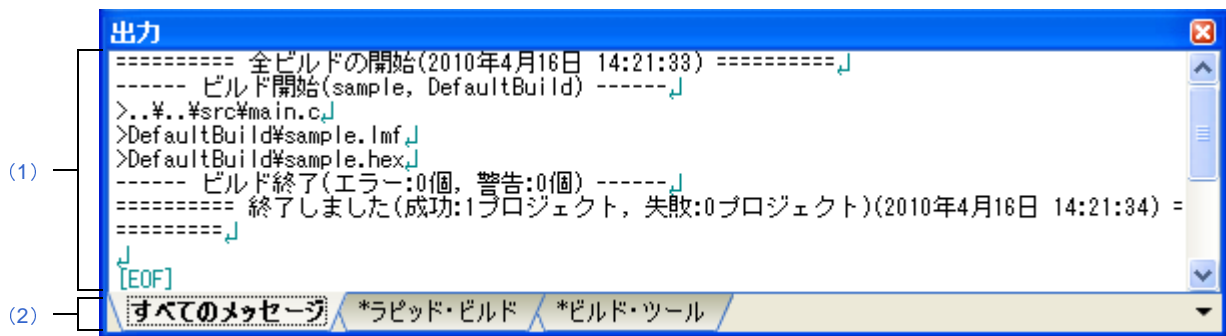 出力
========== 全ビルドの開始(2010年4月16日 14:21:33) ==========↲
------ ビルド開始(sample, DefaultBuild) ------↲
(1)
>..¥..¥src¥main.c↲
>DefaultBuild¥sample.lmf↲
>DefaultBuild¥sample.hex↲
------ ビルド終了(エラー:0個, 警告:0個) ------↲
========== 終了しました(成功:1プロジェクト, 失敗:0プロジェクト)(2010年4月16日 14:21:34) =
=========↲
↲
[EOF]
(2)
すべてのメッセージ *ラピッド・ビルド *ビルド・ツール